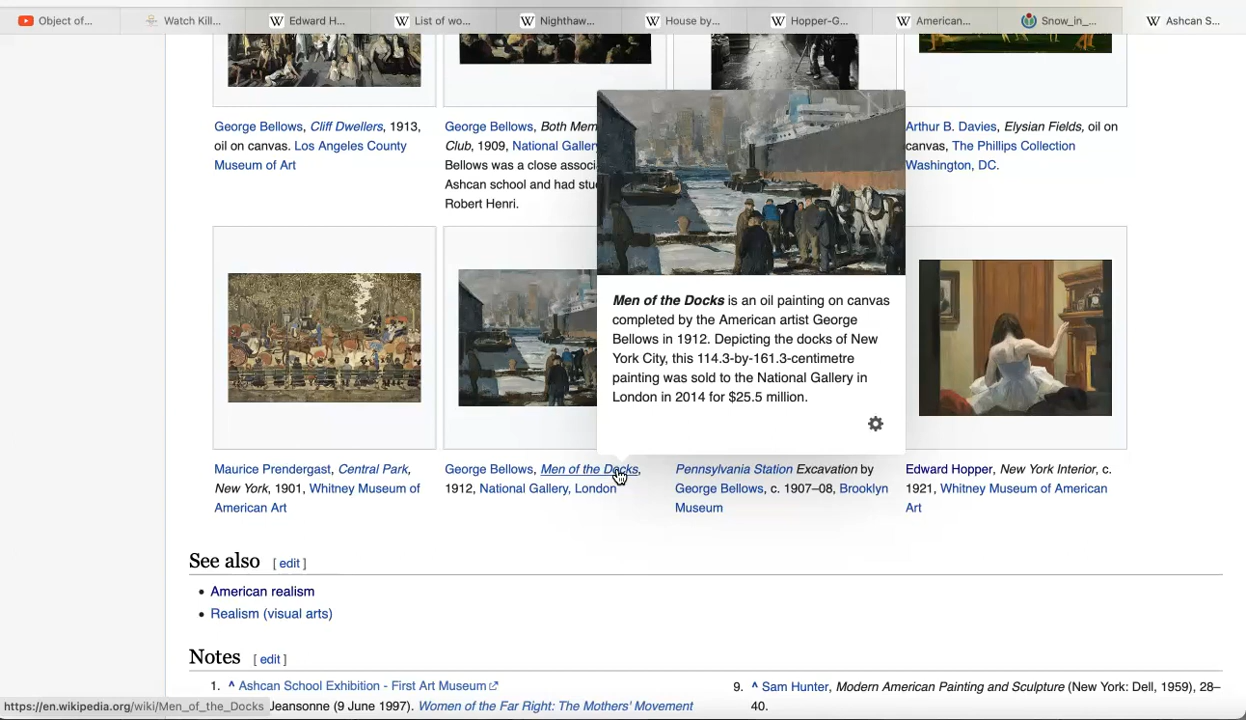 Object of...
Watch Kill...
Edward H...
List of wo...
Nighthaw...
House by...
Hopper-G...
American...
Snow_in_...
Ashcan S...
George Bellows, Cliff Dwellers, 1913,
oil on canvas. Los Angeles County
Museum of Art
George Bellows, Both Mem
Club, 1909, National Gallery
Bellows was a close associ
Ashcan school and had stu
Robert Henri.
Arthur B. Davies, Elysian Fields, oil on
canvas, The Phillips Collection
Washington, DC.
Men of the Docks is an oil painting on canvas
completed by the American artist George
Bellows in 1912. Depicting the docks of New
York City, this 114.3-by-161.3-centimetre
painting was sold to the National Gallery in
London in 2014 for $25.5 million.
Maurice Prendergast, Central Park,
New York, 1901, Whitney Museum of
American Art
George Bellows, Men of the Docks,
1912, National Gallery, London
Pennsylvania Station Excavation by
George Bellows, c. 1907–08, Brooklyn
Museum
Edward Hopper, New York Interior, c.
1921, Whitney Museum of American
Art
See also [ edit ]
• American realism
• Realism (visual arts)
Notes [ edit ]
1. ^ Ashcan School Exhibition - First Art Museum
Jeansonne (9 June 1997). Women of the Far Right: The Mothers' Movement
9. ^ Sam Hunter, Modern American Painting and Sculpture (New York: Dell, 1959), 28–
40.
https://en.wikipedia.org/wiki/Men_of_the_Docks